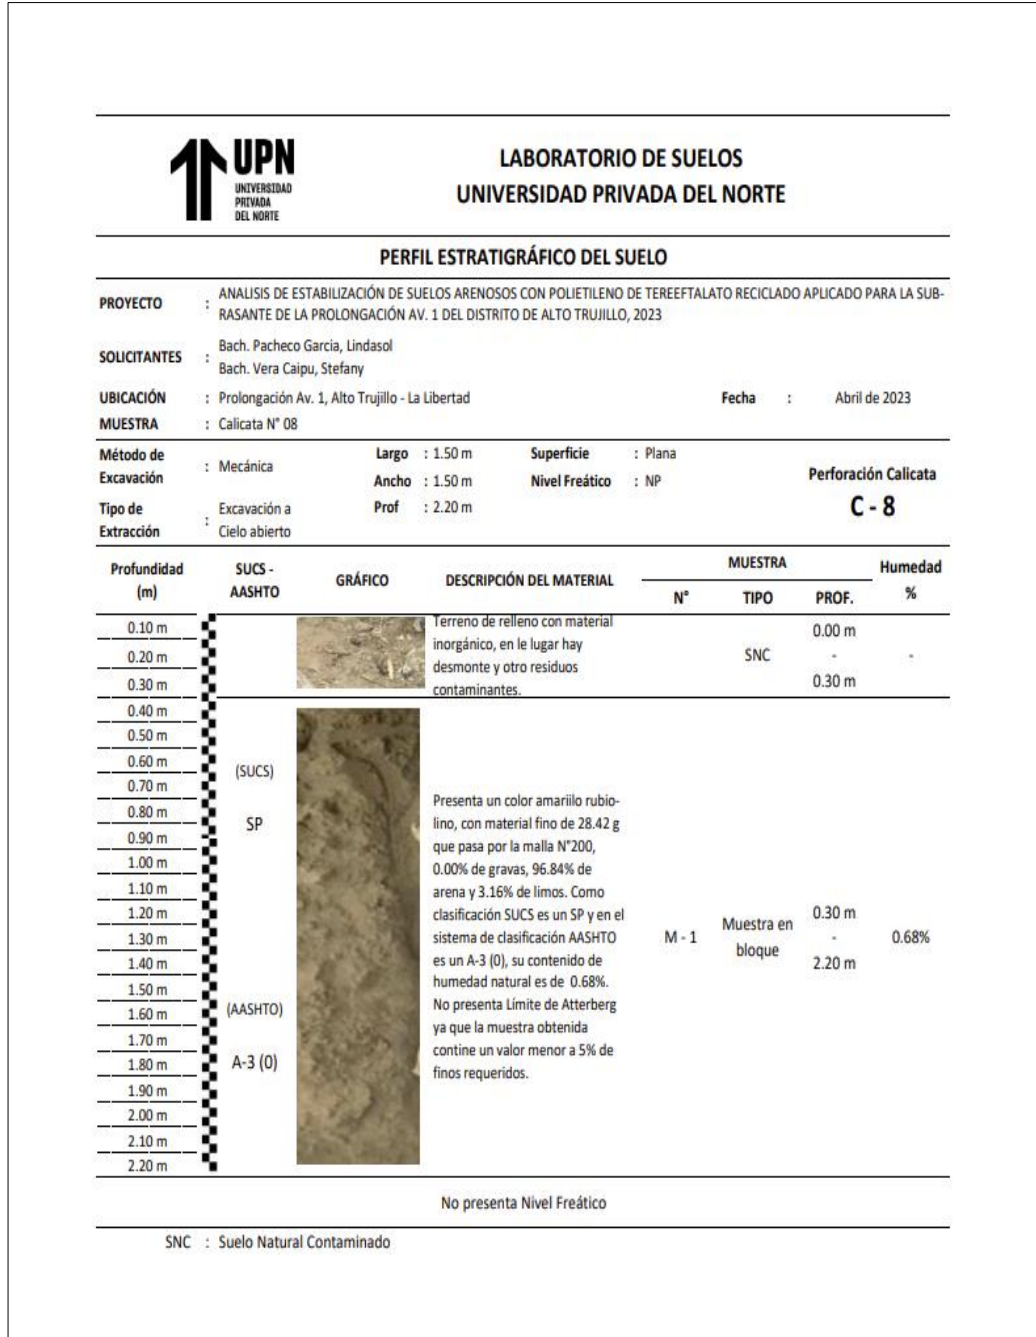 UPN
UNIVERSIDAD
PRIVADA
DEL NORTE
LABORATORIO DE SUELOS
UNIVERSIDAD PRIVADA DEL NORTE
PERFIL ESTRATIGRÁFICO DEL SUELO
PROYECTO : ANALISIS DE ESTABILIZACIÓN DE SUELOS ARENOSOS CON POLIETILENO DE TEREEFTALATO RECICLADO APLICADO PARA LA SUB-
RASANTE DE LA PROLONGACIÓN AV. 1 DEL DISTRITO DE ALTO TRUJILLO, 2023
SOLICITANTES : Bach. Pacheco Garcia, Lindasol
Bach. Vera Caipu, Stefany
UBICACIÓN : Prolongación Av. 1, Alto Trujillo - La Libertad Fecha : Abril de 2023
MUESTRA : Calicata N° 08
Método de Excavación : Mecánica
Largo : 1.50 m Superficie : Plana
Ancho : 1.50 m Nivel Freático : NP
Perforación Calicata
C - 8
Tipo de Extracción : Excavación a Cielo abierto
Prof : 2.20 m
Profundidad (m) SUCS - AASHTO GRÁFICO DESCRIPCIÓN DEL MATERIAL MUESTRA Humedad %
N° TIPO PROF.
0.10 m
0.20 m
0.30 m
Terreno de relleno con material
inorgánico, en le lugar hay
desmonte y otro residuos
contaminantes.
SNC
0.00 m
-
0.30 m
-
0.40 m
0.50 m
0.60 m
0.70 m
0.80 m
0.90 m
1.00 m
1.10 m
1.20 m
1.30 m
1.40 m
1.50 m
1.60 m
1.70 m
1.80 m
1.90 m
2.00 m
2.10 m
2.20 m
(SUCS)
SP
(AASHTO)
A-3 (0)
Presenta un color amariilo rubio-
lino, con material fino de 28.42 g
que pasa por la malla N°200,
0.00% de gravas, 96.84% de
arena y 3.16% de limos. Como
clasificación SUCS es un SP y en el
sistema de clasificación AASHTO
es un A-3 (0), su contenido de
humedad natural es de 0.68%.
No presenta Límite de Atterberg
ya que la muestra obtenida
contine un valor menor a 5% de
finos requeridos.
M - 1
Muestra en
bloque
0.30 m
-
2.20 m
0.68%
No presenta Nivel Freático
SNC : Suelo Natural Contaminado